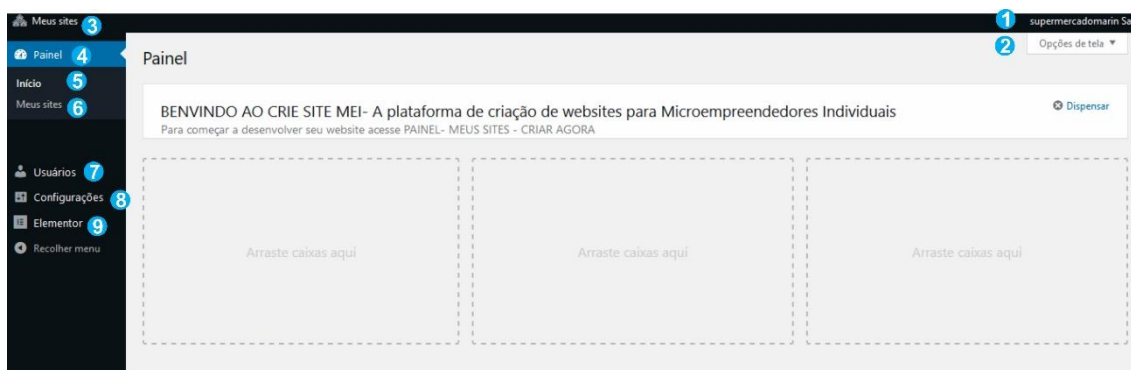 Meus sites 3
1 supermercadomarin Sa
Painel 4
2 Opções de tela ▼
Painel
Início 5
Meus sites 6
BENVINDO AO CRIE SITE MEI- A plataforma de criação de websites para Microempreendedores Individuais
Dispensar
Para começar a desenvolver seu website acesse PAINEL- MEUS SITES - CRIAR AGORA
Usuários 7
Configurações 8
Elementor 9
Recolher menu
Arraste caixas aqui Arraste caixas aqui Arraste caixas aqui